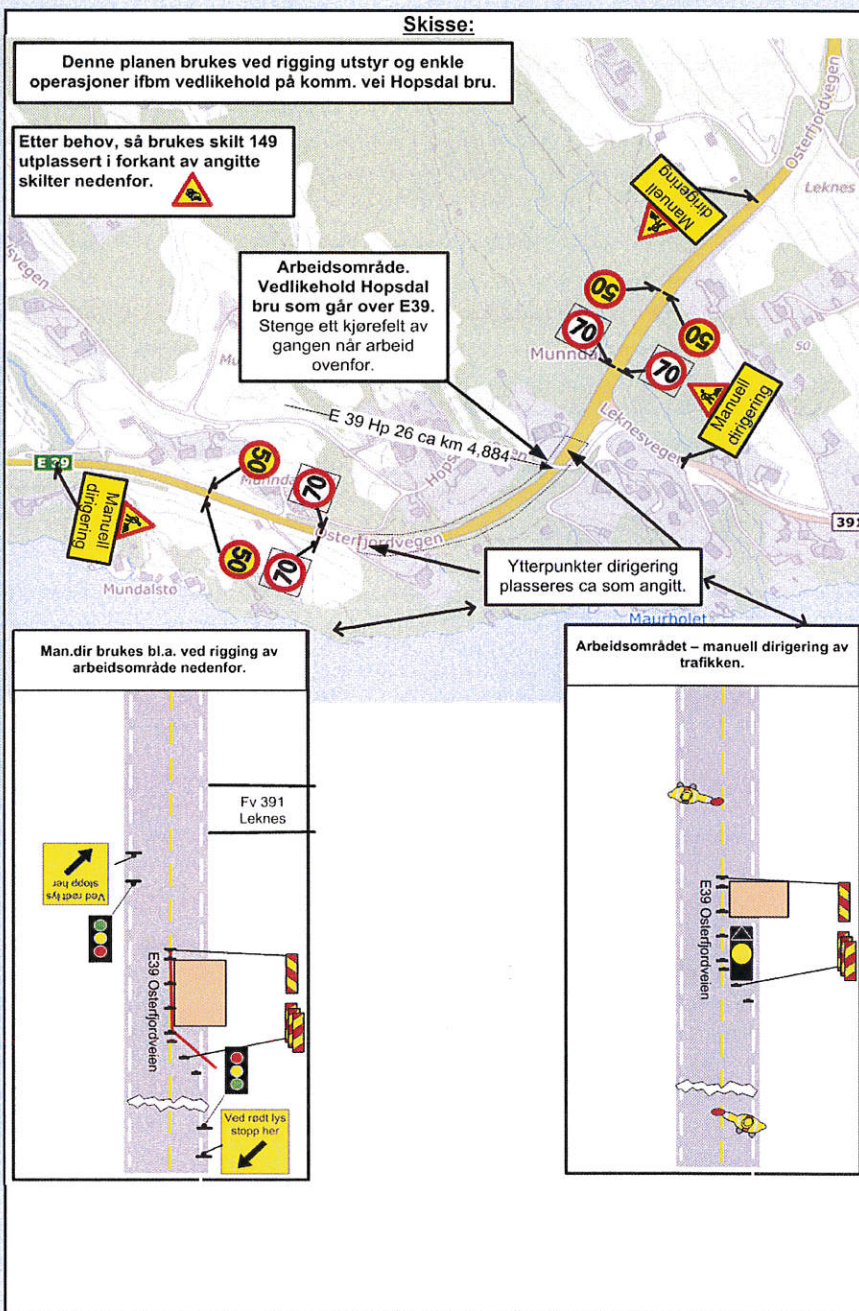 Skisse:
Denne planen brukes ved rigging utstyr og enkle
operasjoner ifbm vedlikehold på komm. vei Hopsdal bru.
Etter behov, så brukes skilt 149
utplassert i forkant av angitte
skilter nedenfor.
Osterfjordvegen
Leknes
Manuell
dirigering
Arbeidsområde.
Vedlikehold Hopsdal
bru som går over E39.
Stenge ett kjørefelt av
gangen når arbeid
ovenfor.
50
50
70
70
50
Manuell
dirigering
Leknesvegen
E 39 Hp 26 ca km 4,884
391
E 39
Manuell
dirigering
50
50
70
70
Osterfjordvegen
Mundalstø
Ytterpunkter dirigering
plasseres ca som angitt.
Maurholet
Man.dir brukes bl.a. ved rigging av
arbeidsområde nedenfor.
Fv 391
Leknes
Ved rødt lys
stopp her
E39 Osterfjordveien
Ved rødt lys
stopp her
Arbeidsområdet – manuell dirigering av
trafikken.
E39 Osterfjordveien